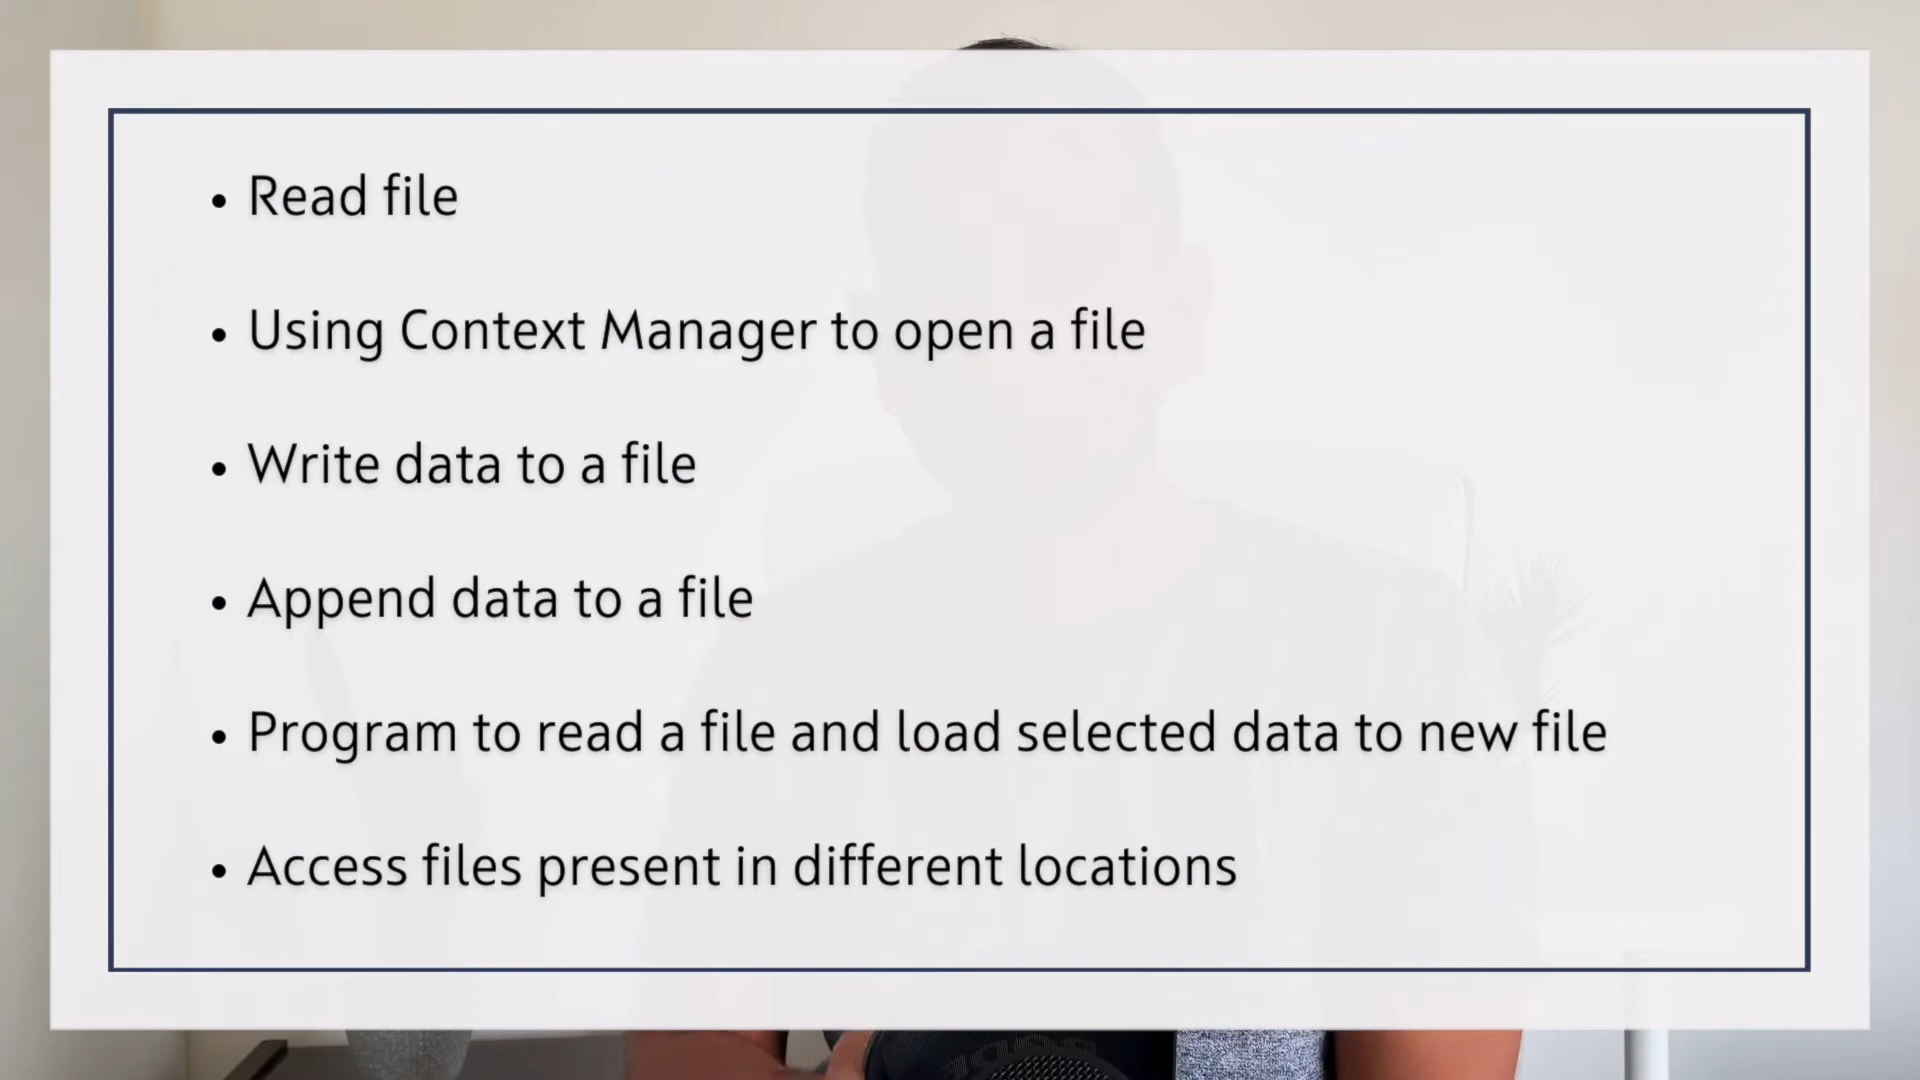 • Read file
• Using Context Manager to open a file
• Write data to a file
• Append data to a file
• Program to read a file and load selected data to new file
• Access files present in different locations